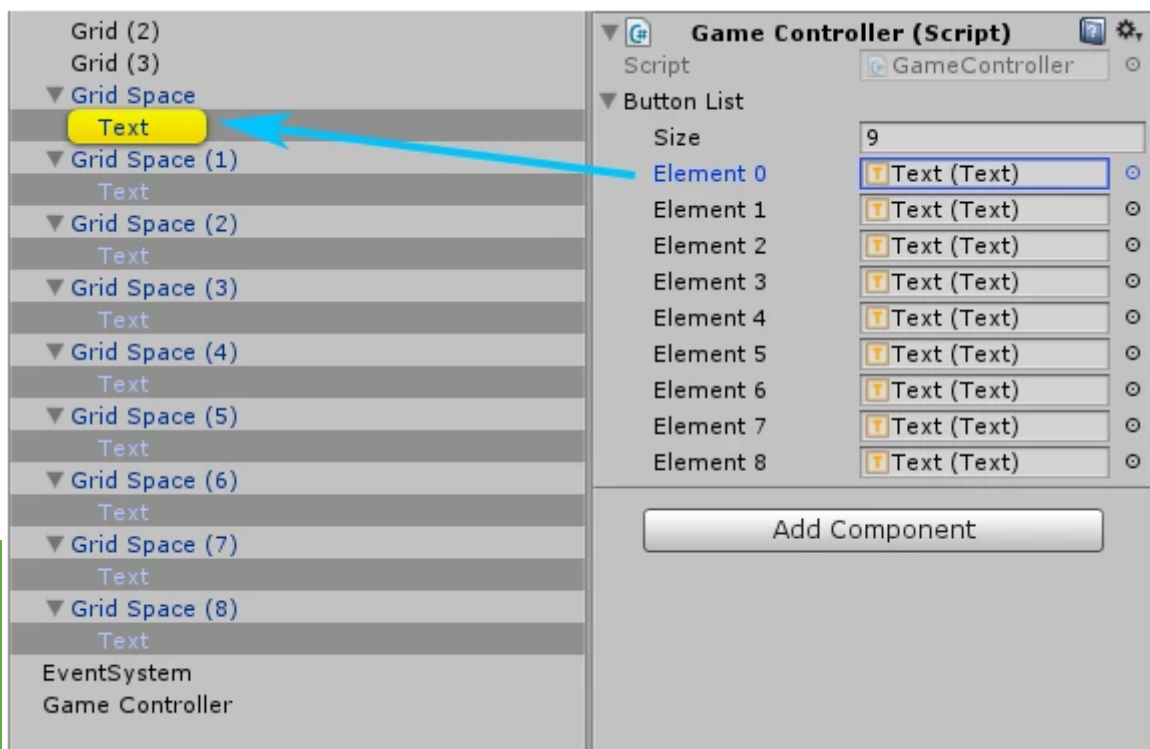 Grid (2)
Grid (3)
Grid Space
Text
Grid Space (1)
Text
Grid Space (2)
Text
Grid Space (3)
Text
Grid Space (4)
Text
Grid Space (5)
Text
Grid Space (6)
Text
Grid Space (7)
Text
Grid Space (8)
Text
EventSystem
Game Controller
Game Controller (Script)
Script GameController
Button List
Size 9
Element 0 Text (Text)
Element 1 Text (Text)
Element 2 Text (Text)
Element 3 Text (Text)
Element 4 Text (Text)
Element 5 Text (Text)
Element 6 Text (Text)
Element 7 Text (Text)
Element 8 Text (Text)
Add Component